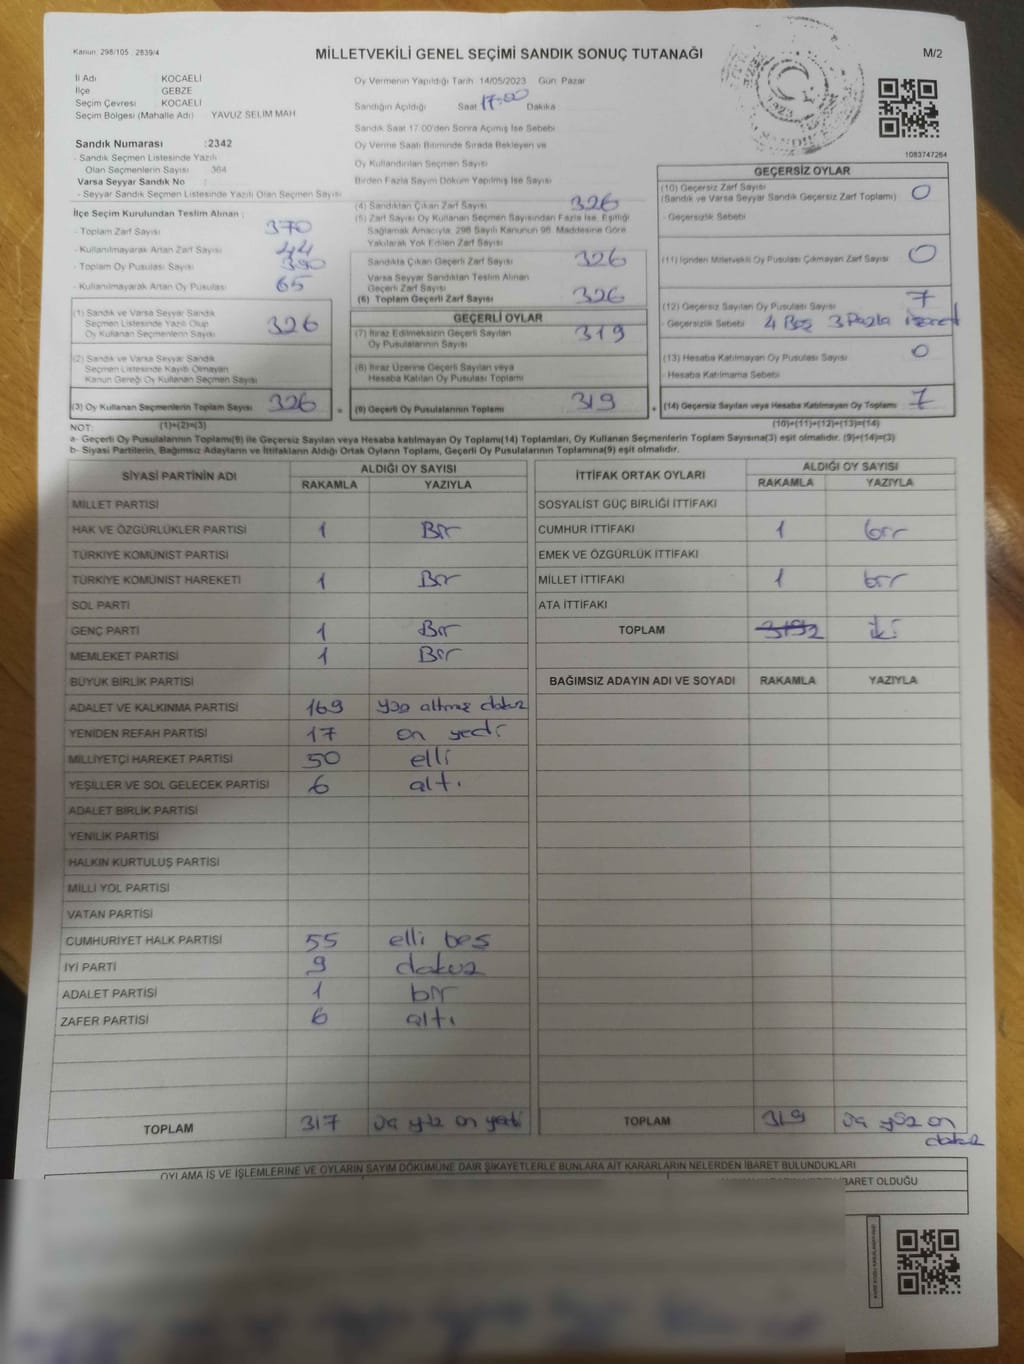 Kanun: 298/105 2839/4
MİLLETVEKİLİ GENEL SEÇİMİ SANDIK SONUÇ TUTANAĞI
M/2
İl Adı : KOCAELİ
İlçe : GEBZE
Seçim Çevresi : KOCAELİ
Seçim Bölgesi (Mahalle Adı) : YAVUZ SELİM MAH
Sandık Numarası :2342
- Sandık Seçmen Listesinde Yazılı
Olan Seçmenlerin Sayısı : 364
Varsa Seyyar Sandık No :
- Seyyar Sandık Seçmen Listesinde Yazılı Olan Seçmen Sayısı
İlçe Seçim Kurulundan Teslim Alınan ;
- Toplam Zarf Sayısı 370
- Kullanılmayarak Artan Zarf Sayısı 44
- Toplam Oy Pusulası Sayısı 390
- Kullanılmayarak Artan Oy Pusulası 65
(1) Sandık ve Varsa Seyyar Sandık
Seçmen Listesinde Yazılı Olup
Oy Kullanan Seçmenlerin Sayısı 326
(2) Sandık ve Varsa Seyyar Sandık
Seçmen Listesinde Kayıtlı Olmayan
Kanun Gereği Oy Kullanan Seçmen Sayısı
(3) Oy Kullanan Seçmenlerin Toplam Sayısı 326
(1)+(2)=(3)
Oy Vermenin Yapıldığı Tarih: 14/05/2023 Gün: Pazar
Sandığın Açıldığı Saat 17:00 Dakika
Sandık Saat 17:00'den Sonra Açılmış İse Sebebi
Oy Verme Saati Bitiminde Sırada Bekleyen ve
Oy Kullandırılan Seçmen Sayısı
Birden Fazla Sayım Döküm Yapılmış İse Sayısı
(4) Sandıktan Çıkan Zarf Sayısı 326
(5) Zarf Sayısı Oy Kullanan Seçmen Sayısından Fazla İse, Eşitliği
Sağlamak Amacıyla, 298 Sayılı Kanunun 98. Maddesine Göre
Yakılarak Yok Edilen Zarf Sayısı
Sandıkta Çıkan Geçerli Zarf Sayısı 326
Varsa Seyyar Sandıktan Teslim Alınan
Geçerli Zarf Sayısı
(6) Toplam Geçerli Zarf Sayısı 326
GEÇERLİ OYLAR
(7) İtiraz Edilmeksizin Geçerli Sayılan
Oy Pusulalarının Sayısı 319
(8) İtiraz Üzerine Geçerli Sayılan veya
Hesaba Katılan Oy Pusulası Toplamı
= (9) Geçerli Oy Pusulalarının Toplamı 319
1083747264
GEÇERSİZ OYLAR
(10) Geçersiz Zarf Sayısı 0
(Sandık ve Varsa Seyyar Sandık Geçersiz Zarf Toplamı)
- Geçersizlik Sebebi
(11) İçinden Milletvekili Oy Pusulası Çıkmayan Zarf Sayısı 0
(12) Geçersiz Sayılan Oy Pusulası Sayısı 7
- Geçersizlik Sebebi 4 Boş 3 Fazla
(13) Hesaba Katılmayan Oy Pusulası Sayısı 0
- Hesaba Katılmama Sebebi
+ (14) Geçersiz Sayılan veya Hesaba Katılmayan Oy Toplamı 7
(10)+(11)+(12)+(13)=(14)
NOT:
a- Geçerli Oy Pusulalarının Toplamı(9) ile Geçersiz Sayılan veya Hesaba katılmayan Oy Toplamı(14) Toplamları, Oy Kullanan Seçmenlerin Toplam Sayısına(3) eşit olmalıdır. (9)+(14)=(3)
b- Siyasi Partilerin, Bağımsız Adayların ve İttifakların Aldığı Ortak Oyların Toplamı, Geçerli Oy Pusulalarının Toplamına(9) eşit olmalıdır.
SİYASİ PARTİNİN ADI ALDIĞI OY SAYISI
RAKAMLA YAZIYLA
MİLLET PARTİSİ
HAK VE ÖZGÜRLÜKLER PARTİSİ 1 Bir
TÜRKİYE KOMÜNİST PARTİSİ
TÜRKİYE KOMÜNİST HAREKETİ 1 Bir
SOL PARTİ
GENÇ PARTİ 1 Bir
MEMLEKET PARTİSİ 1 Bir
BÜYÜK BİRLİK PARTİSİ
ADALET VE KALKINMA PARTİSİ 169 yüz altmış dokuz
YENİDEN REFAH PARTİSİ 17 on yedi
MİLLİYETÇİ HAREKET PARTİSİ 50 elli
YEŞİLLER VE SOL GELECEK PARTİSİ 6 altı
ADALET BİRLİK PARTİSİ
YENİLİK PARTİSİ
HALKIN KURTULUŞ PARTİSİ
MİLLİ YOL PARTİSİ
VATAN PARTİSİ
CUMHURİYET HALK PARTİSİ 55 elli beş
İYİ PARTİ 9 dokuz
ADALET PARTİSİ 1 bir
ZAFER PARTİSİ 6 altı
TOPLAM 317 üç yüz on yedi
İTTİFAK ORTAK OYLARI ALDIĞI OY SAYISI
RAKAMLA YAZIYLA
SOSYALİST GÜÇ BİRLİĞİ İTTİFAKI
CUMHUR İTTİFAKI 1 bir
EMEK VE ÖZGÜRLÜK İTTİFAKI
MİLLET İTTİFAKI 1 bir
ATA İTTİFAKI
TOPLAM 2 iki
BAĞIMSIZ ADAYIN ADI VE SOYADI RAKAMLA YAZIYLA
TOPLAM 319 üç yüz on
dokuz
OYLAMA İŞ VE İŞLEMLERİNE VE OYLARIN SAYIM DÖKÜMÜNE DAİR ŞİKAYETLERLE BUNLARA AİT KARARLARIN NELERDEN İBARET BULUNDUKLARI
İBARET OLDUĞU